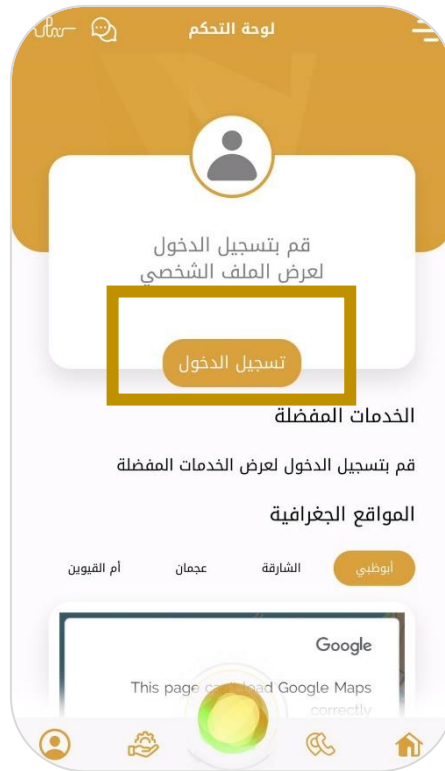 لوحة التحكم
قم بتسجيل الدخول
لعرض الملف الشخصي
تسجيل الدخول
الخدمات المفضلة
قم بتسجيل الدخول لعرض الخدمات المفضلة
المواقع الجغرافية
أبوظبي الشارقة عجمان أم القيوين
Google
This page can't load Google Maps
correctly.